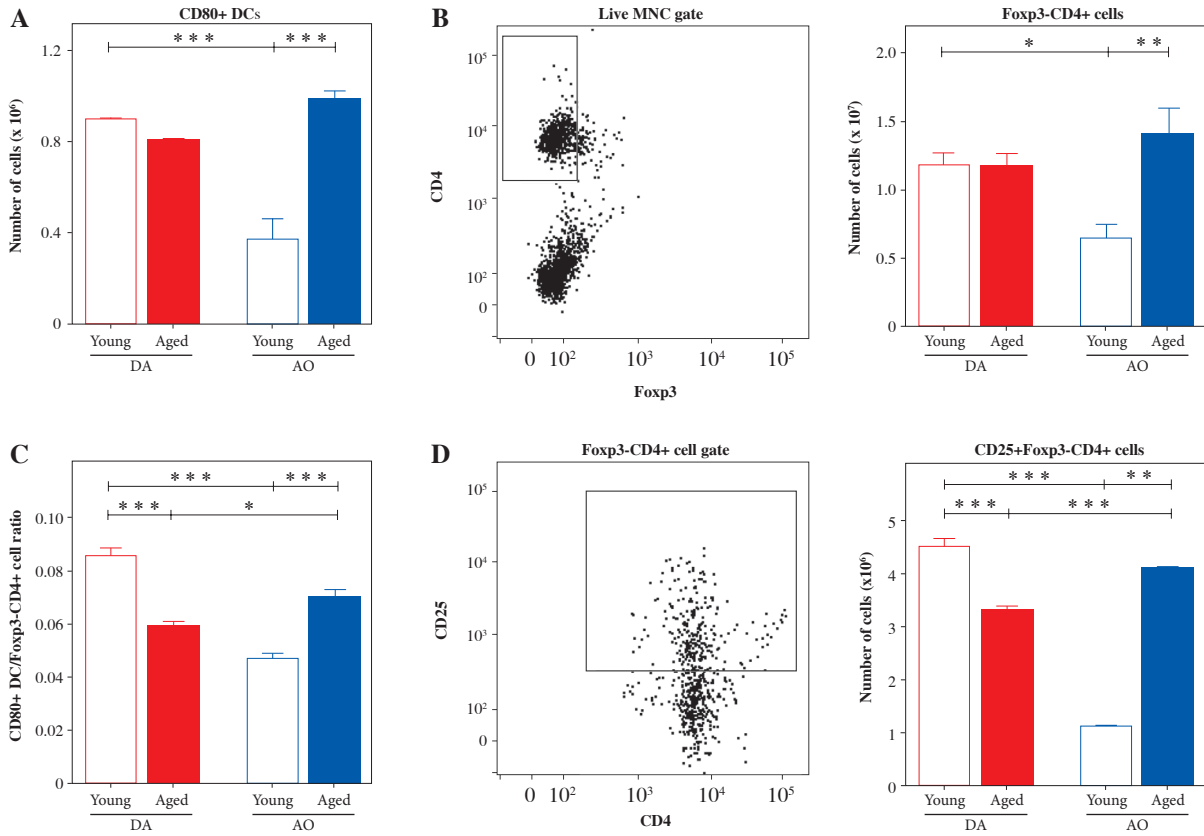 A
CD80+ DCs
* * *
* * *
Number of cells (x 10⁶)
1.2
0.8
0.4
0
Young Aged Young Aged
DA AO
B
Live MNC gate
CD4
10⁵
10⁴
10³
10²
0
0 10² 10³ 10⁴ 10⁵
Foxp3
Foxp3-CD4+ cells
*
* *
Number of cells (x 10⁷)
2.0
1.5
1.0
0.5
0
Young Aged Young Aged
DA AO
C
* * *
* * *
* * *
*
CD80+ DC/Foxp3-CD4+ cell ratio
0.10
0.08
0.06
0.04
0.02
0
Young Aged Young Aged
DA AO
D
Foxp3-CD4+ cell gate
CD25
10⁵
10⁴
10³
10²
0
0 10² 10³ 10⁴ 10⁵
CD4
CD25+Foxp3-CD4+ cells
* * *
* *
* * *
* * *
Number of cells (x10⁶)
5
4
3
2
1
0
Young Aged Young Aged
DA AO